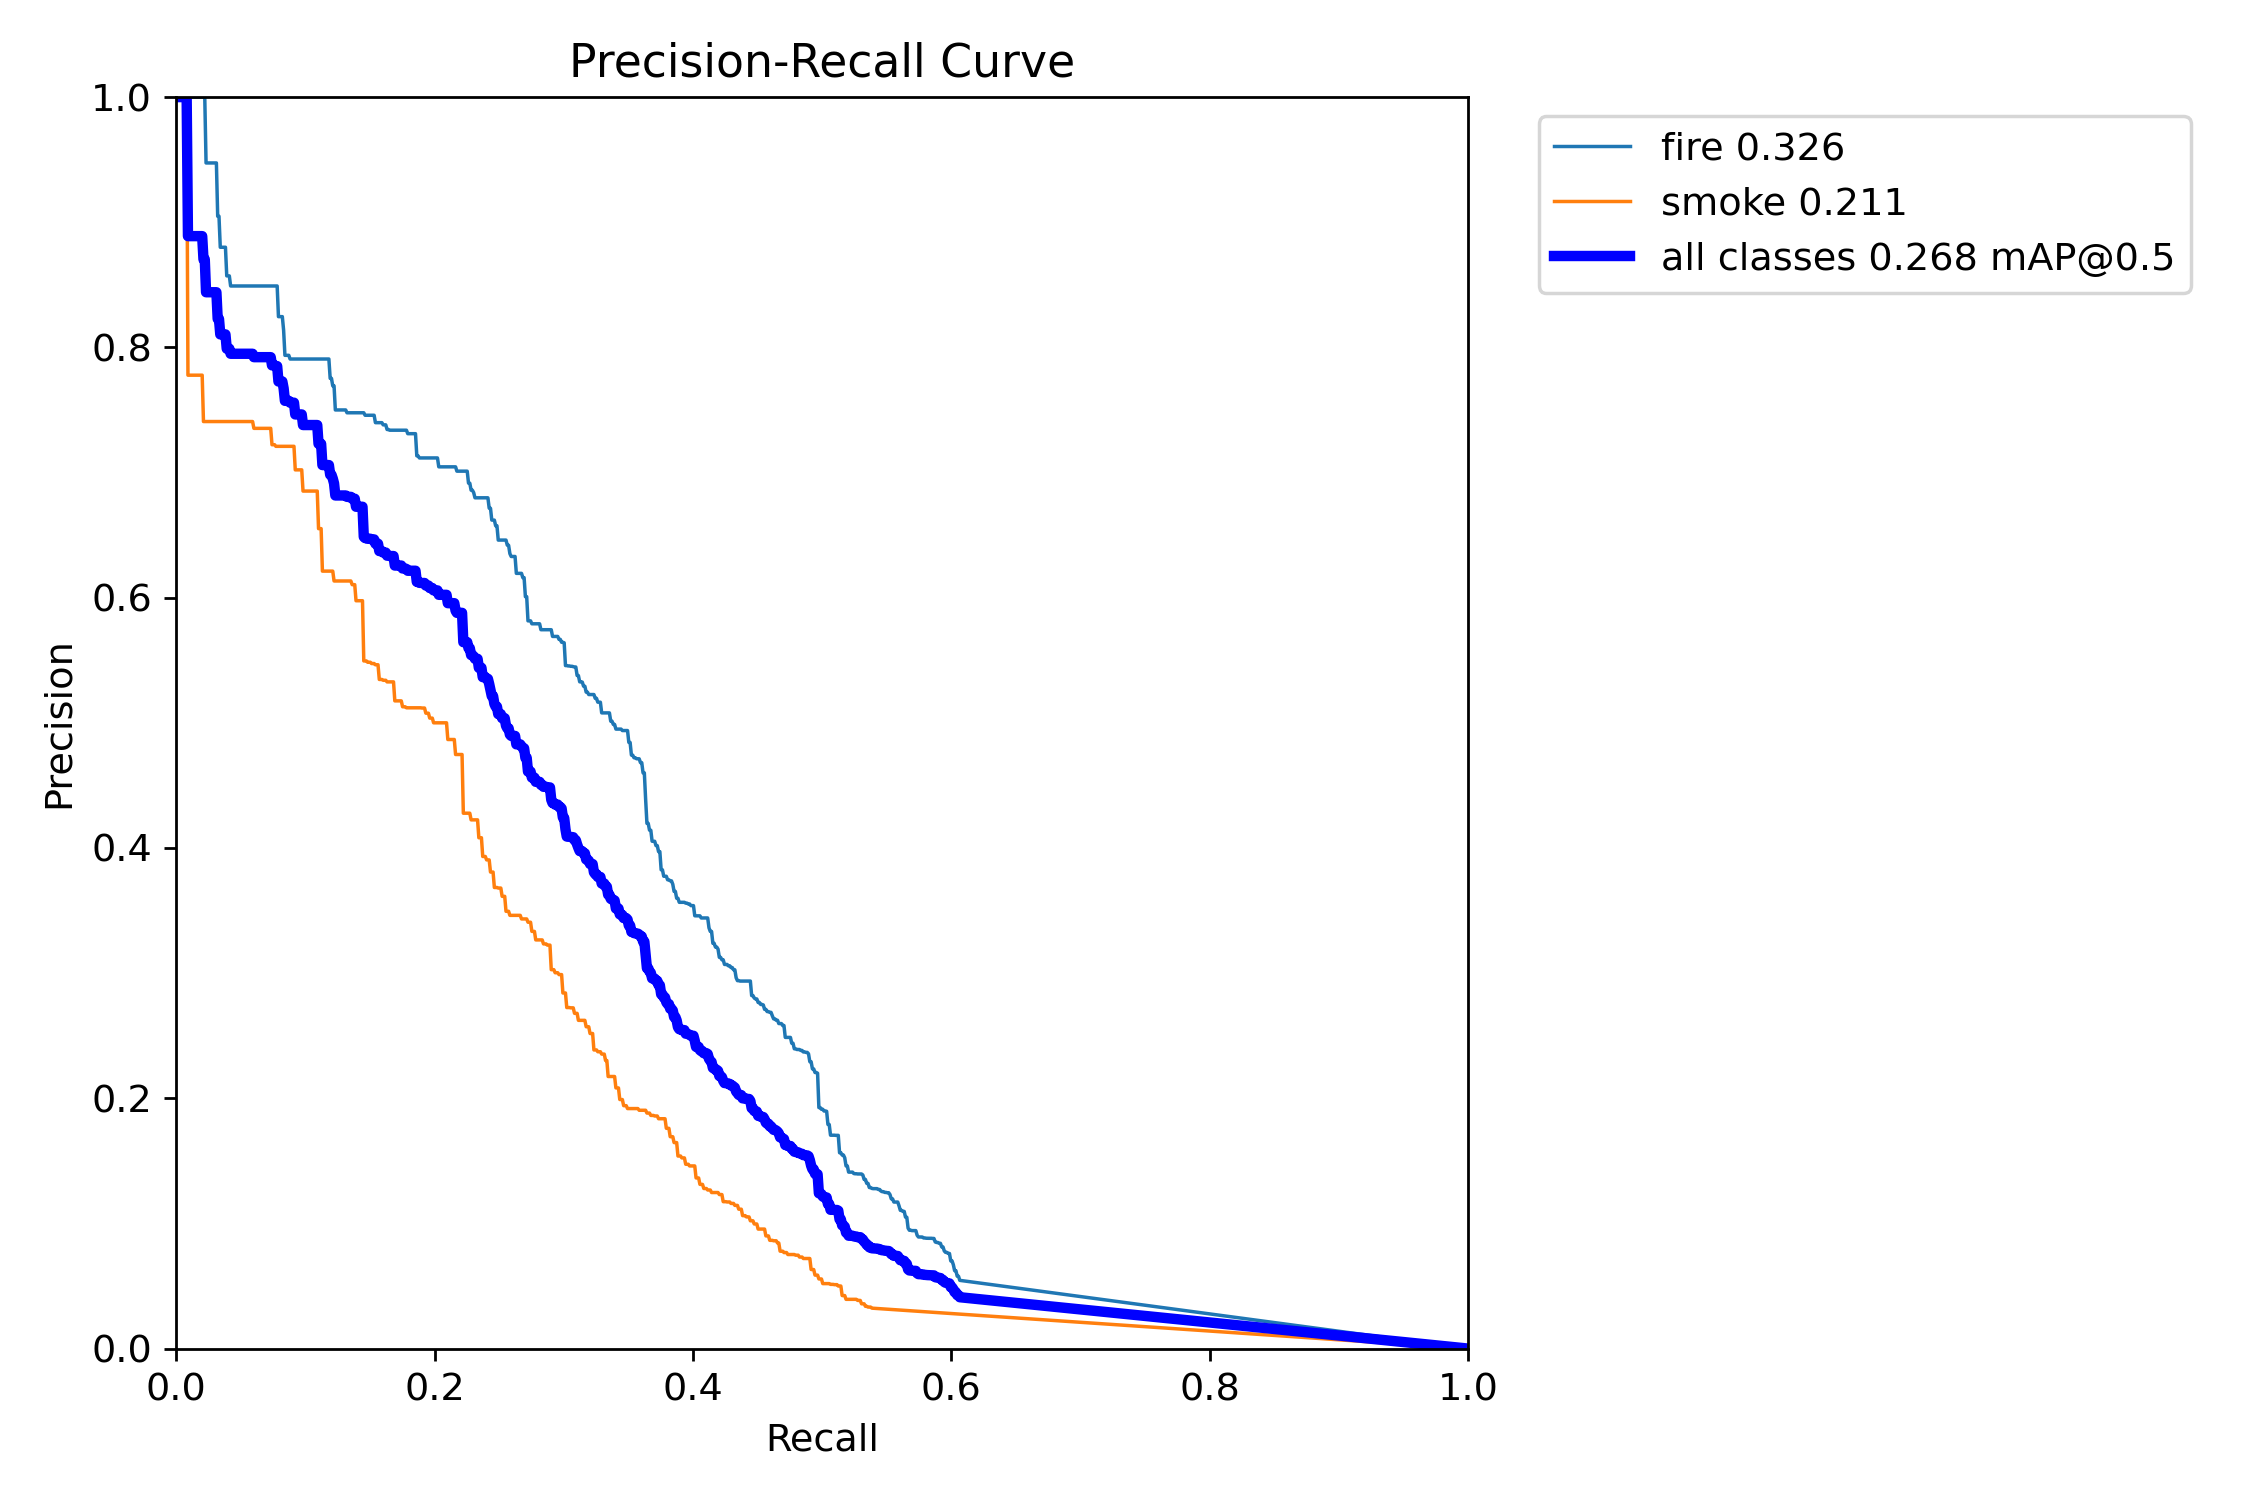 Precision-Recall Curve
fire 0.326
smoke 0.211
all classes 0.268 mAP@0.5
1.0
0.8
0.6
0.4
0.2
0.0
Precision
0.0 0.2 0.4 0.6 0.8 1.0
Recall